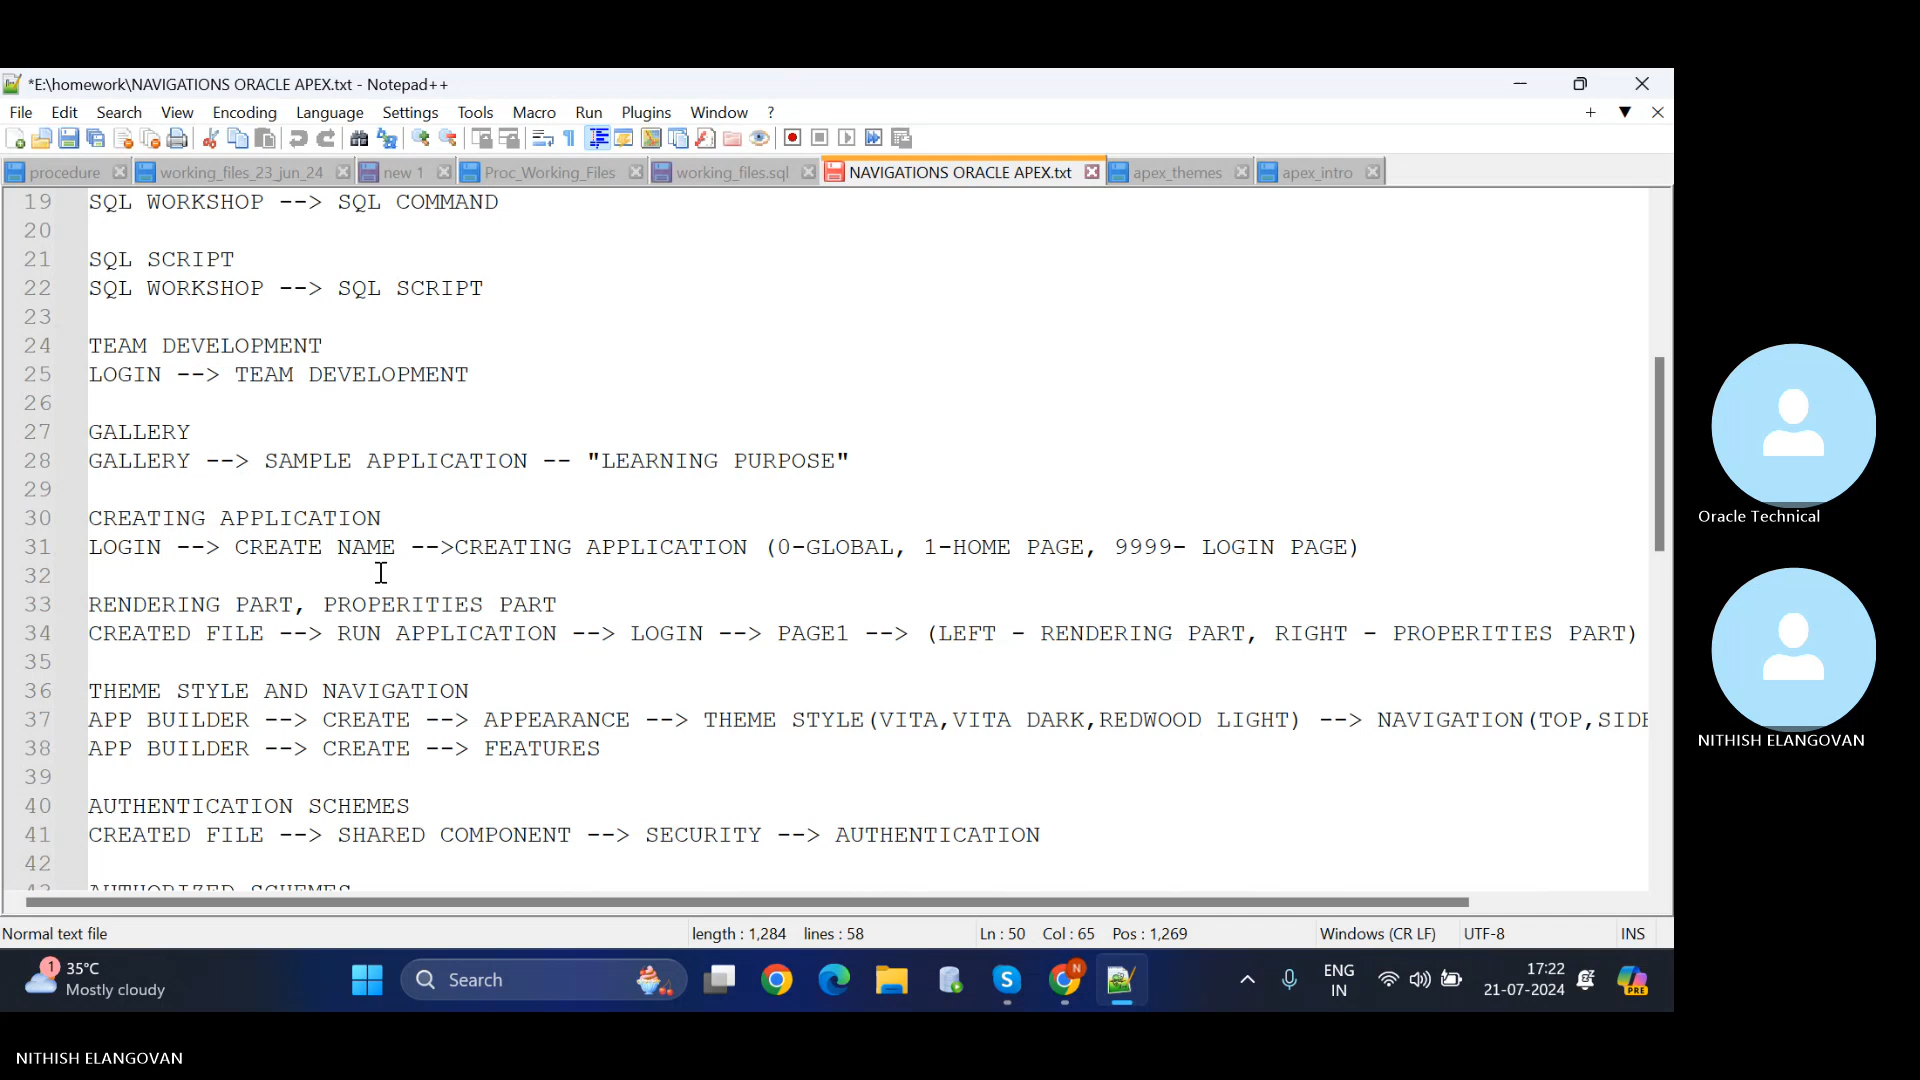 *E:\homework\NAVIGATIONS ORACLE APEX.txt - Notepad++
File Edit Search View Encoding Language Settings Tools Macro Run Plugins Window ?
procedure working_files_23_jun_24 new 1 Proc_Working_Files working_files.sql NAVIGATIONS ORACLE APEX.txt apex_themes apex_intro
19 SQL WORKSHOP --> SQL COMMAND
20
21 SQL SCRIPT
22 SQL WORKSHOP --> SQL SCRIPT
23
24 TEAM DEVELOPMENT
25 LOGIN --> TEAM DEVELOPMENT
26
27 GALLERY
28 GALLERY --> SAMPLE APPLICATION -- "LEARNING PURPOSE"
29
30 CREATING APPLICATION
31 LOGIN --> CREATE NAME -->CREATING APPLICATION (0-GLOBAL, 1-HOME PAGE, 9999- LOGIN PAGE)
32
33 RENDERING PART, PROPERITIES PART
34 CREATED FILE --> RUN APPLICATION --> LOGIN --> PAGE1 --> (LEFT - RENDERING PART, RIGHT - PROPERITIES PART)
35
36 THEME STYLE AND NAVIGATION
37 APP BUILDER --> CREATE --> APPEARANCE --> THEME STYLE(VITA,VITA DARK,REDWOOD LIGHT) --> NAVIGATION(TOP,SIDE
38 APP BUILDER --> CREATE --> FEATURES
39
40 AUTHENTICATION SCHEMES
41 CREATED FILE --> SHARED COMPONENT --> SECURITY --> AUTHENTICATION
42
43 AUTHORIZED SCHEMES
Normal text file length : 1,284 lines : 58 Ln : 50 Col : 65 Pos : 1,269 Windows (CR LF) UTF-8 INS
1 35°C
Mostly cloudy
Search
N
ENG
IN
17:22
21-07-2024
PRE
Oracle Technical
NITHISH ELANGOVAN
NITHISH ELANGOVAN